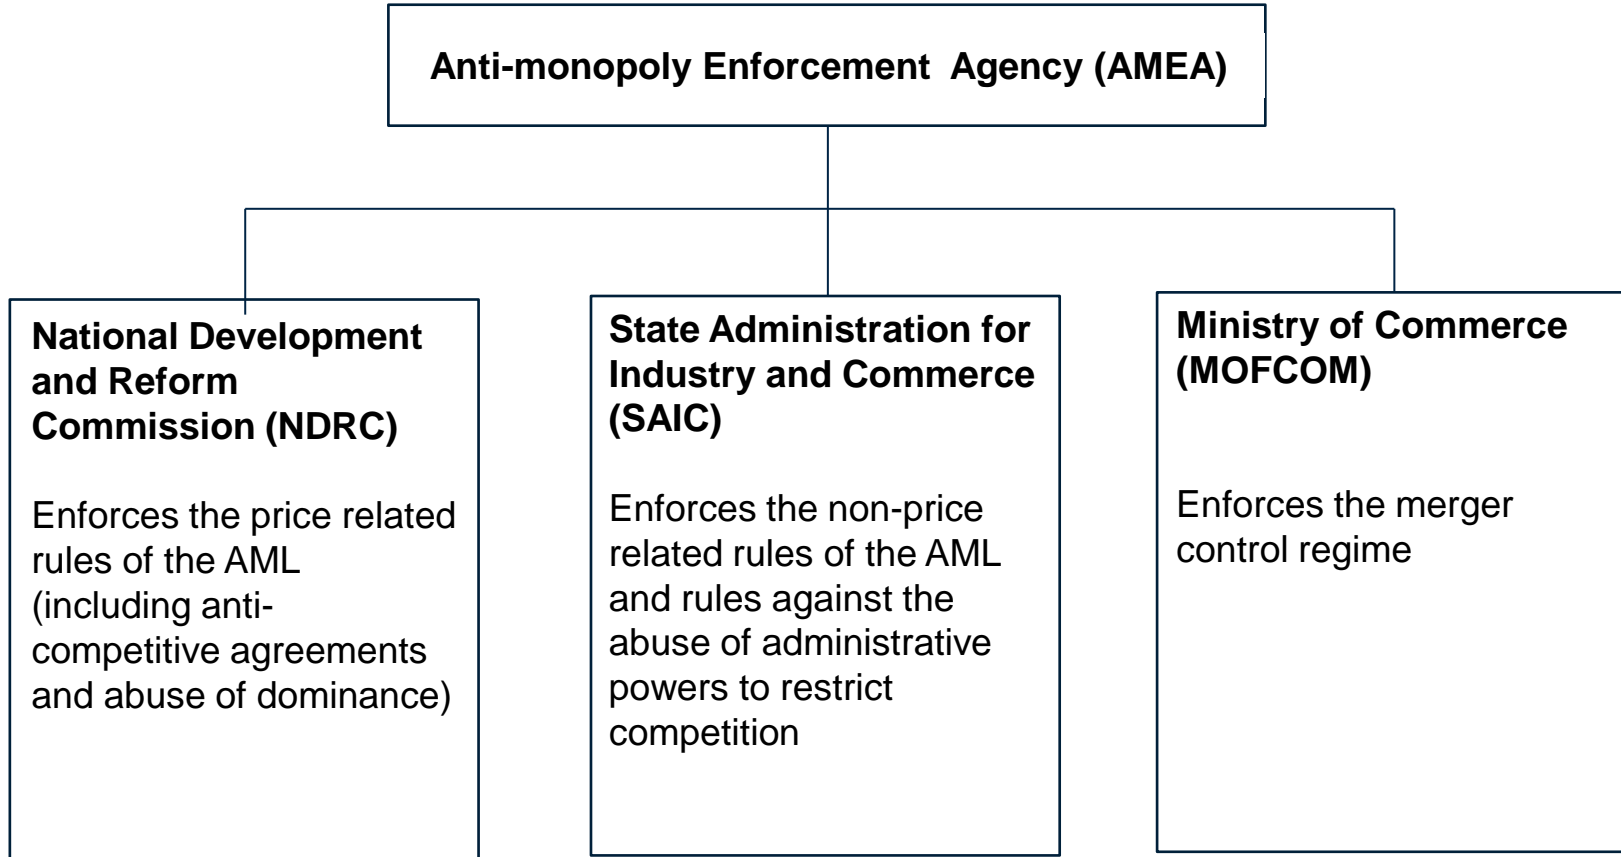 Anti-monopoly Enforcement Agency (AMEA)
National Development
and Reform
Commission (NDRC)
Enforces the price related
rules of the AML
(including anti-
competitive agreements
and abuse of dominance)
State Administration for
Industry and Commerce
(SAIC)
Enforces the non-price
related rules of the AML
and rules against the
abuse of administrative
powers to restrict
competition
Ministry of Commerce
(MOFCOM)
Enforces the merger
control regime